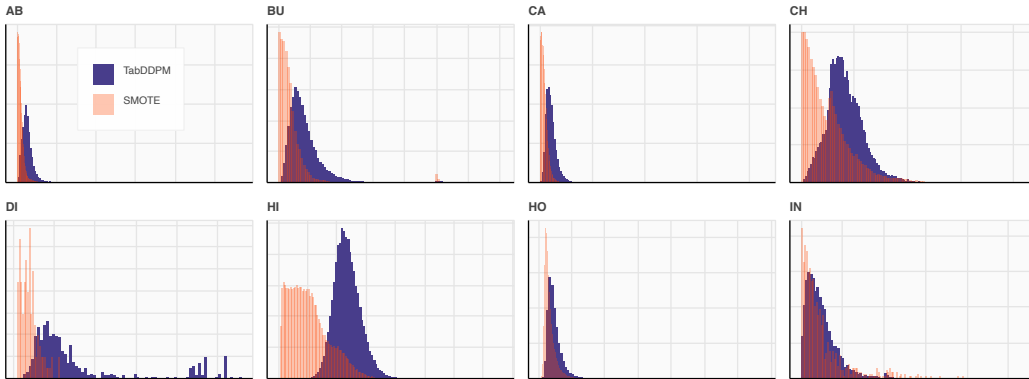 AB
BU
CA
CH
TabDDPM
SMOTE
DI
HI
HO
IN